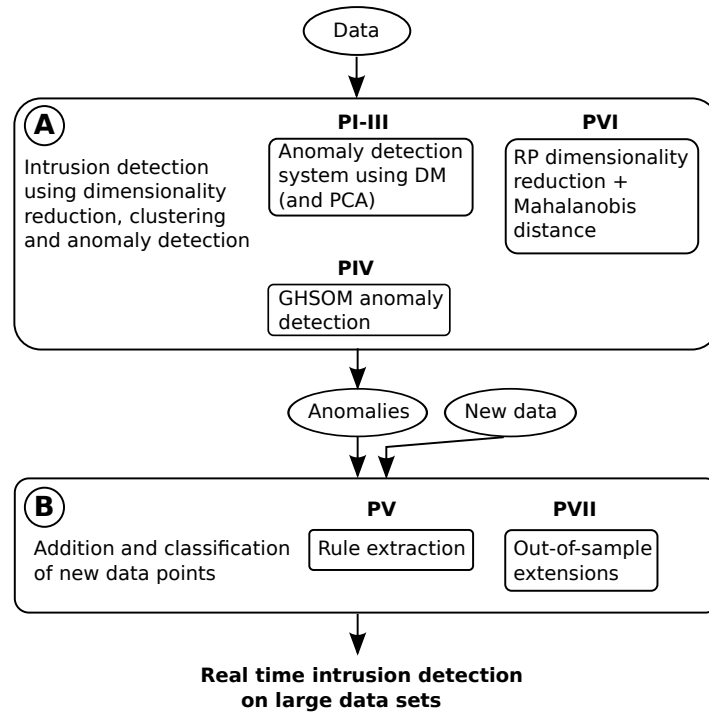 Data
A
Intrusion detection
using dimensionality
reduction, clustering
and anomaly detection
PI-III
Anomaly detection
system using DM
(and PCA)
PVI
RP dimensionality
reduction +
Mahalanobis
distance
PIV
GHSOM anomaly
detection
Anomalies
New data
B
Addition and classification
of new data points
PV
Rule extraction
PVII
Out-of-sample
extensions
Real time intrusion detection
on large data sets